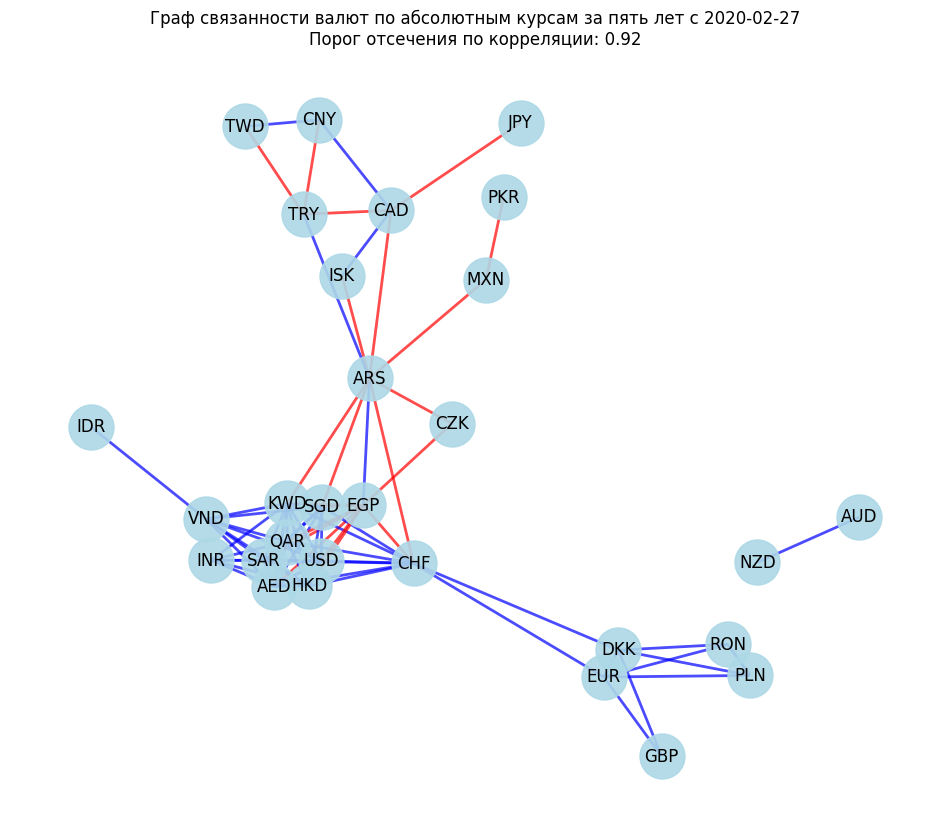 Граф связанности валют по абсолютным курсам за пять лет с 2020-02-27
Порог отсечения по корреляции: 0.92
TWD
CNY
JPY
PKR
TRY
CAD
ISK
MXN
ARS
CZK
IDR
KWD
SGD
EGP
VND
AUD
QAR
INR
SAR
USD
CHF
NZD
AED
HKD
DKK
RON
EUR
PLN
GBP